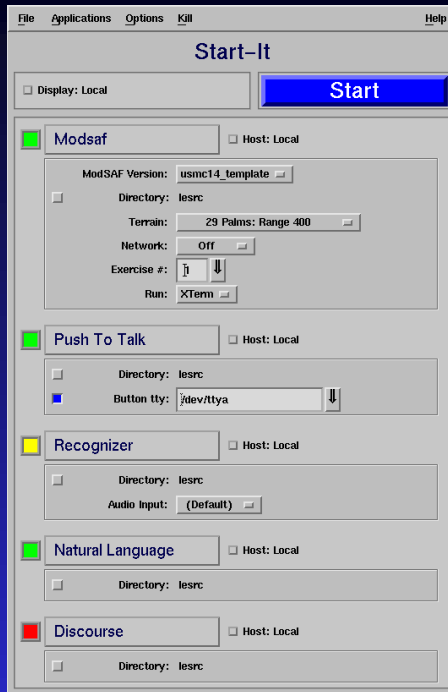 File Applications Options Kill Help
Start-It
Display: Local Start
Modsaf Host: Local
ModSAF Version: usmc14_template
Directory: lesrc
Terrain: 29 Palms: Range 400
Network: Off
Exercise #: 1
Run: XTerm
Push To Talk Host: Local
Directory: lesrc
Button tty: /dev/ttya
Recognizer Host: Local
Directory: lesrc
Audio Input: (Default)
Natural Language Host: Local
Directory: lesrc
Discourse Host: Local
Directory: lesrc